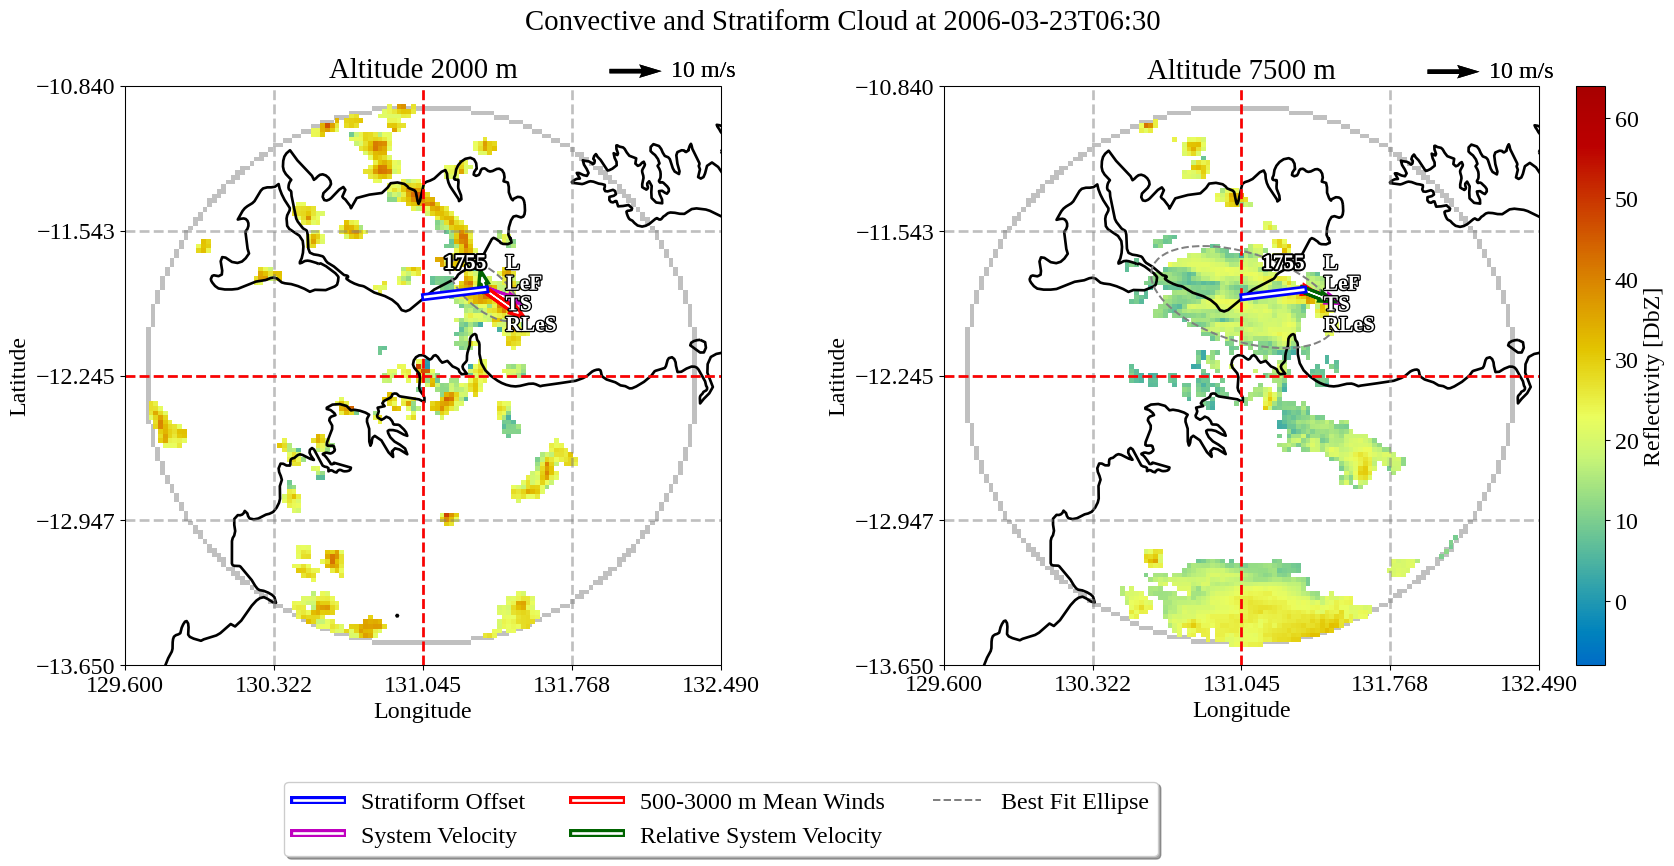 Convective and Stratiform Cloud at 2006-03-23T06:30
Altitude 2000 m
10 m/s
−10.840
−11.543
−12.245
−12.947
−13.650
129.600
130.322
131.045
131.768
132.490
Latitude
Longitude
1755
L
LeF
TS
RLeS
Altitude 7500 m
10 m/s
−10.840
−11.543
−12.245
−12.947
−13.650
129.600
130.322
131.045
131.768
132.490
Latitude
Longitude
1755
L
LeF
TS
RLeS
60
50
40
30
20
10
0
Reflectivity [DbZ]
Stratiform Offset
System Velocity
500-3000 m Mean Winds
Relative System Velocity
Best Fit Ellipse